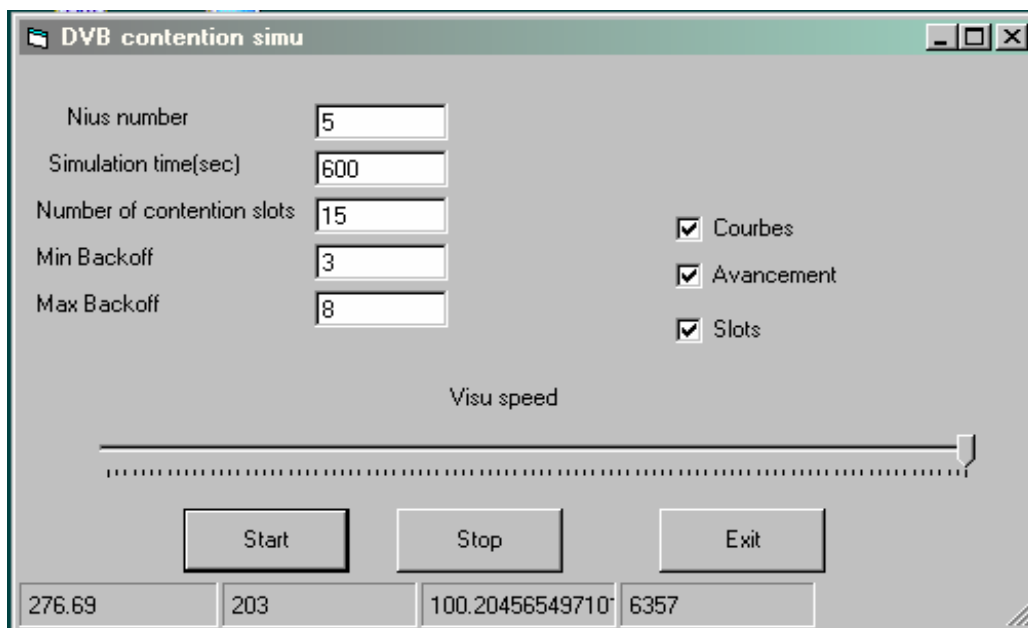 DVB contention simu
Nius number 5
Simulation time(sec) 600
Number of contention slots 15
Min Backoff 3
Max Backoff 8
Courbes
Avancement
Slots
Visu speed
Start Stop Exit
276.69 203 100.20456549710 6357